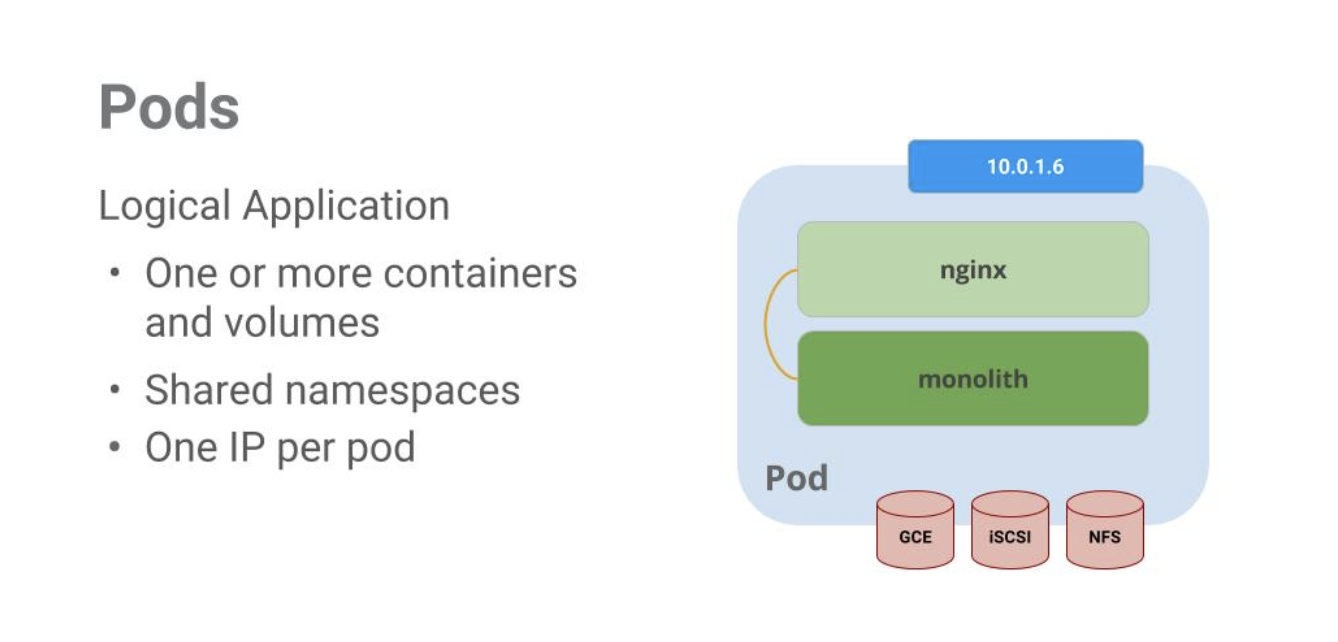 Pods
Logical Application
• One or more containers
and volumes
• Shared namespaces
• One IP per pod
10.0.1.6
nginx
monolith
Pod
GCE
iSCSI
NFS